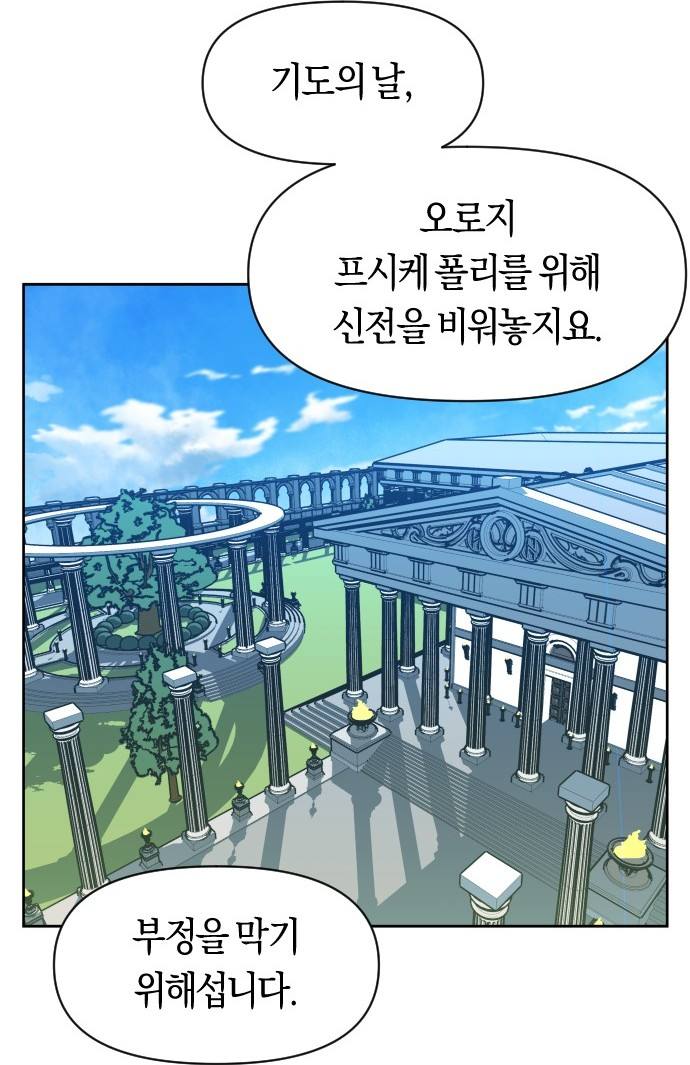 기도의 날,
오로지
프시케 폴리를 위해
신전을 비워놓지요.
부정을 막기
위해섭니다.